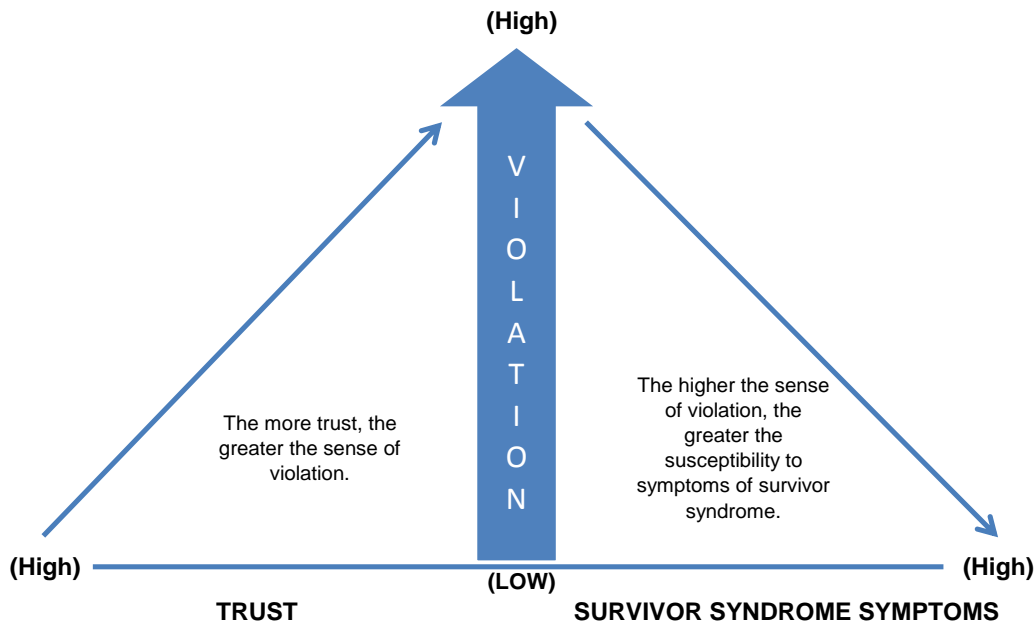 (High)
V
I
O
L
A
T
I
O
N
The more trust, the
greater the sense of
violation.
The higher the sense
of violation, the
greater the
susceptibility to
symptoms of survivor
syndrome.
(High)
(LOW)
(High)
TRUST
SURVIVOR SYNDROME SYMPTOMS